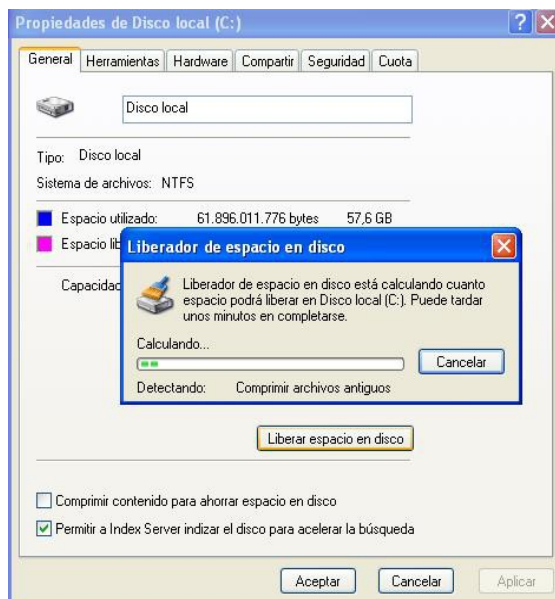 Propiedades de Disco local (C:)
General Herramientas Hardware Compartir Seguridad Cuota
Disco local
Tipo: Disco local
Sistema de archivos: NTFS
Espacio utilizado: 61.896.011.776 bytes 57,6 GB
Espacio lib
Capacidad
Liberador de espacio en disco
Liberador de espacio en disco está calculando cuanto
espacio podrá liberar en Disco local (C:). Puede tardar
unos minutos en completarse.
Calculando...
Cancelar
Detectando: Comprimir archivos antiguos
Liberar espacio en disco
Comprimir contenido para ahorrar espacio en disco
Permitir a Index Server indizar el disco para acelerar la búsqueda
Aceptar Cancelar Aplicar